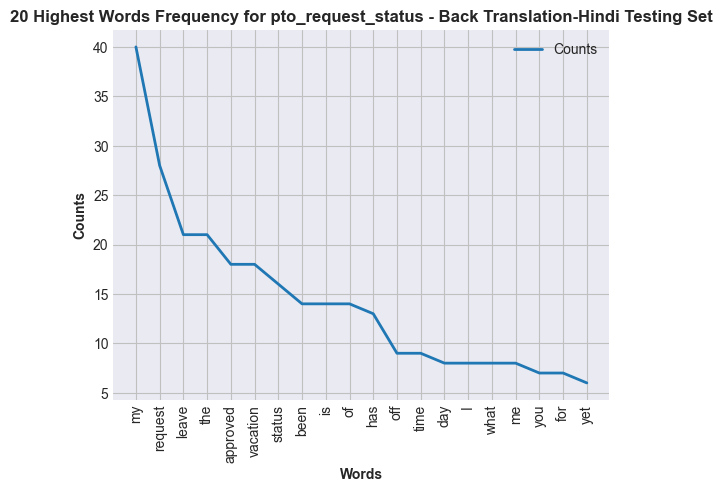 20 Highest Words Frequency for pto_request_status - Back Translation-Hindi Testing Set
Counts
40
35
30
25
20
15
10
5
Counts
my
request
leave
the
approved
vacation
status
been
is
of
has
off
time
day
I
what
me
you
for
yet
Words